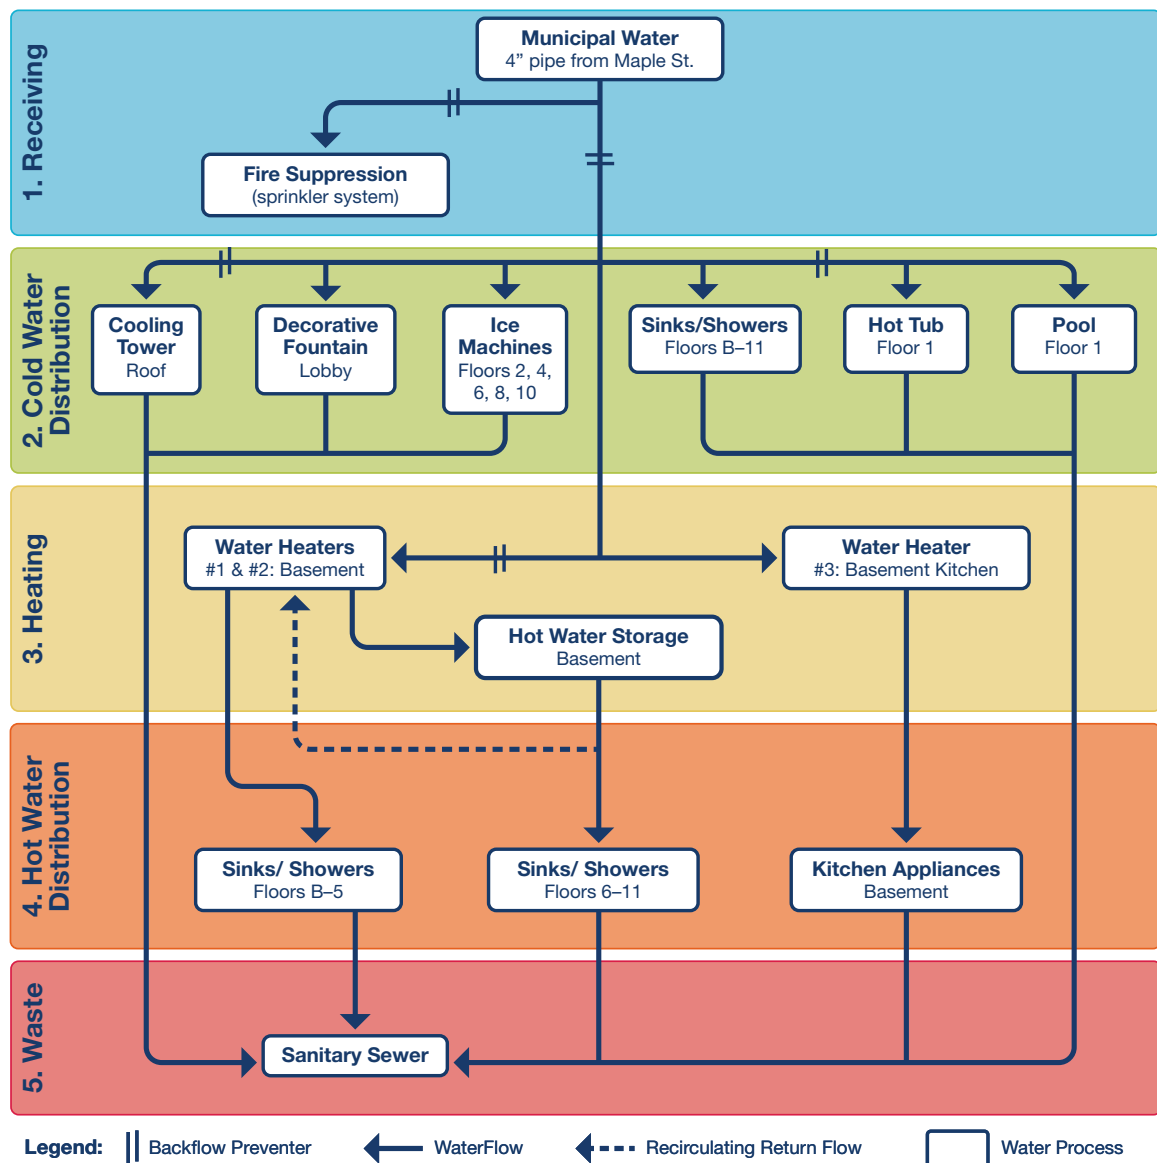 1. Receiving
Municipal Water
4” pipe from Maple St.
Fire Suppression
(sprinkler system)
2. Cold Water
Distribution
Cooling
Tower
Roof
Decorative
Fountain
Lobby
Ice
Machines
Floors 2, 4,
6, 8, 10
Sinks/Showers
Floors B–11
Hot Tub
Floor 1
Pool
Floor 1
3. Heating
Water Heaters
#1 & #2: Basement
Water Heater
#3: Basement Kitchen
Hot Water Storage
Basement
4. Hot Water
Distribution
Sinks/ Showers
Floors B–5
Sinks/ Showers
Floors 6–11
Kitchen Appliances
Basement
5. Waste
Sanitary Sewer
Legend: Backflow Preventer WaterFlow Recirculating Return Flow Water Process